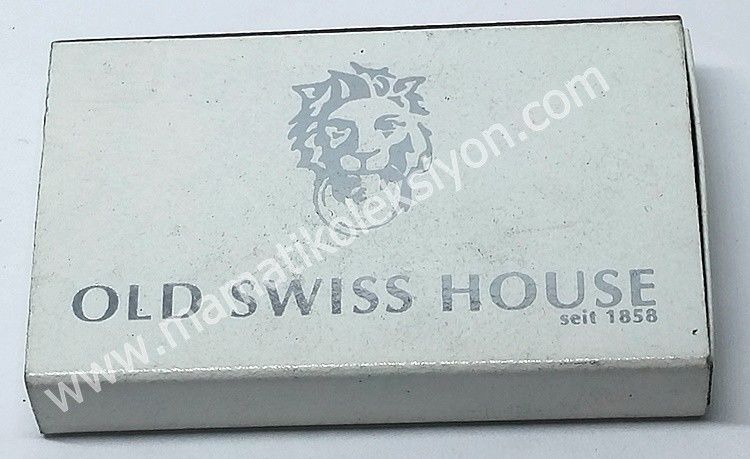 OLD SWISS HOUSE
seit 1858
www.mamatikoleksiyon.com